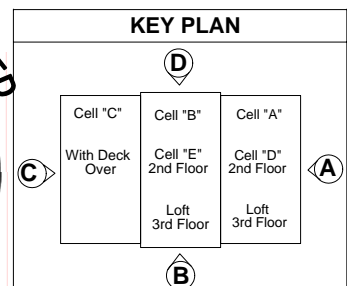 KEY PLAN
D
Cell "C"
With Deck
Over
Cell "B"
Cell "E"
2nd Floor
Loft
3rd Floor
Cell "A"
Cell "D"
2nd Floor
Loft
3rd Floor
C
A
B